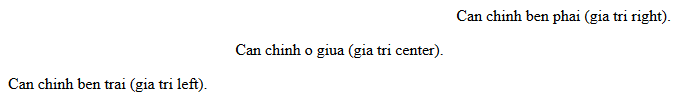 Can chinh ben phai (gia tri right).
Can chinh o giua (gia tri center).
Can chinh ben trai (gia tri left).